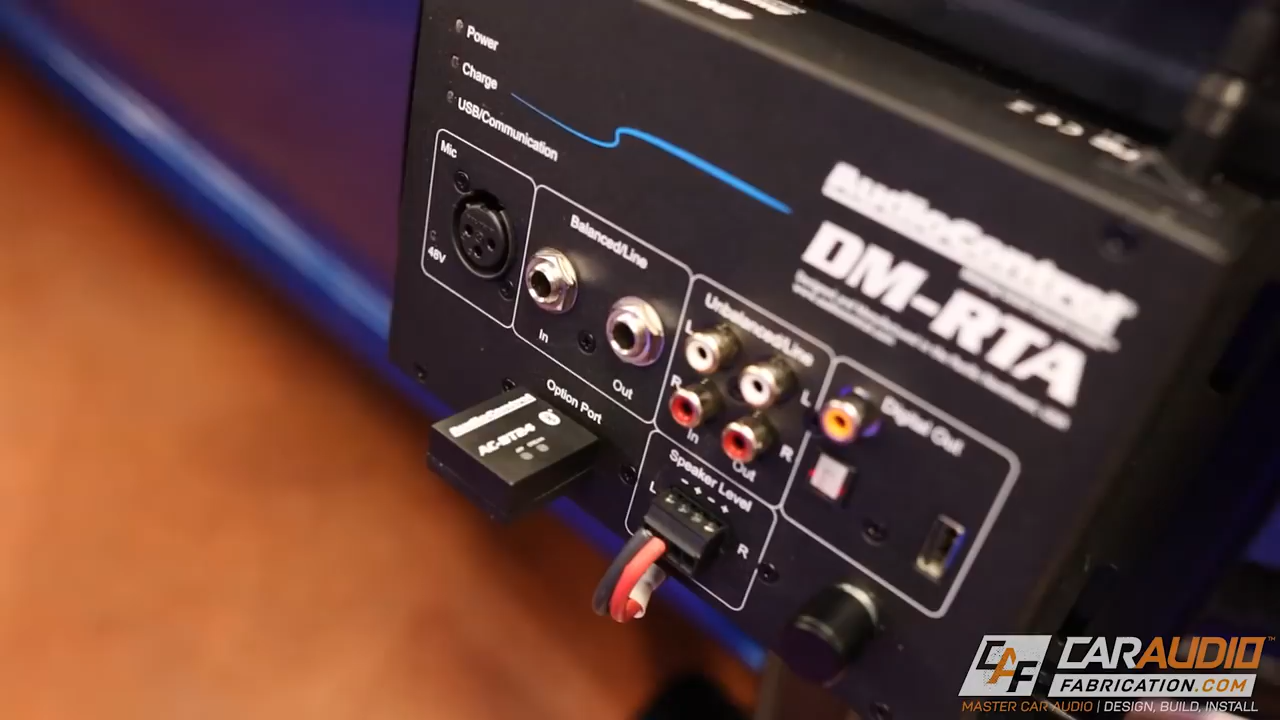 Power
Charge
USB/Communication
Mic
48V
Balanced/Line
In
Out
Unbalanced/Line
L
R
In
L
R
Out
Digital Out
Option Port
AudioControl
AC-BT24
Speaker Level
L
- + - +
R
AudioControl
DM-RTA
CAF
CARAUDIO™
FABRICATION.COM
MASTER CAR AUDIO | DESIGN, BUILD, INSTALL